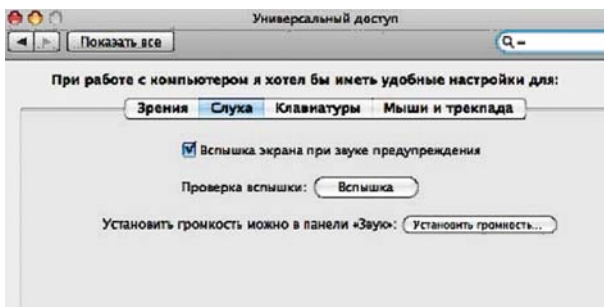 Универсальный доступ
Показать все
При работе с компьютером я хотел бы иметь удобные настройки для:
Зрения Слуха Клавиатуры Мыши и трекпада
Вспышка экрана при звуке предупреждения
Проверка вспышки: Вспышка
Установить громкость можно в панели «Звук»: Установить громкость...